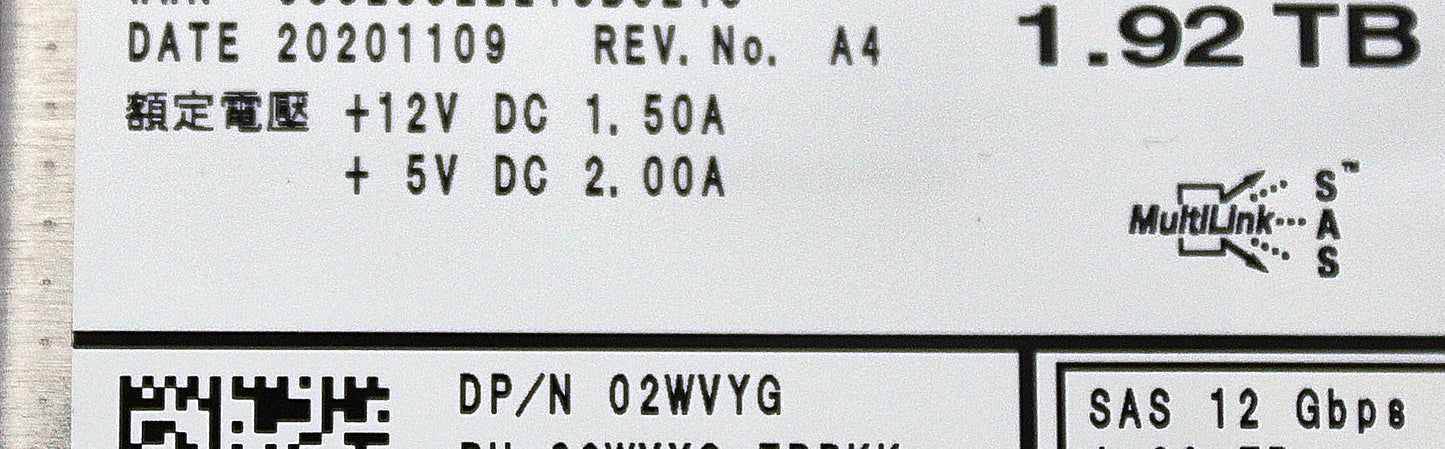 DATE 20201109 REV. No. A4
1.92 TB
額定電壓 +12V DC 1.50A
+ 5V DC 2.00A
MultiLink SAS™
DP/N 02WVYG
SAS 12 Gbps